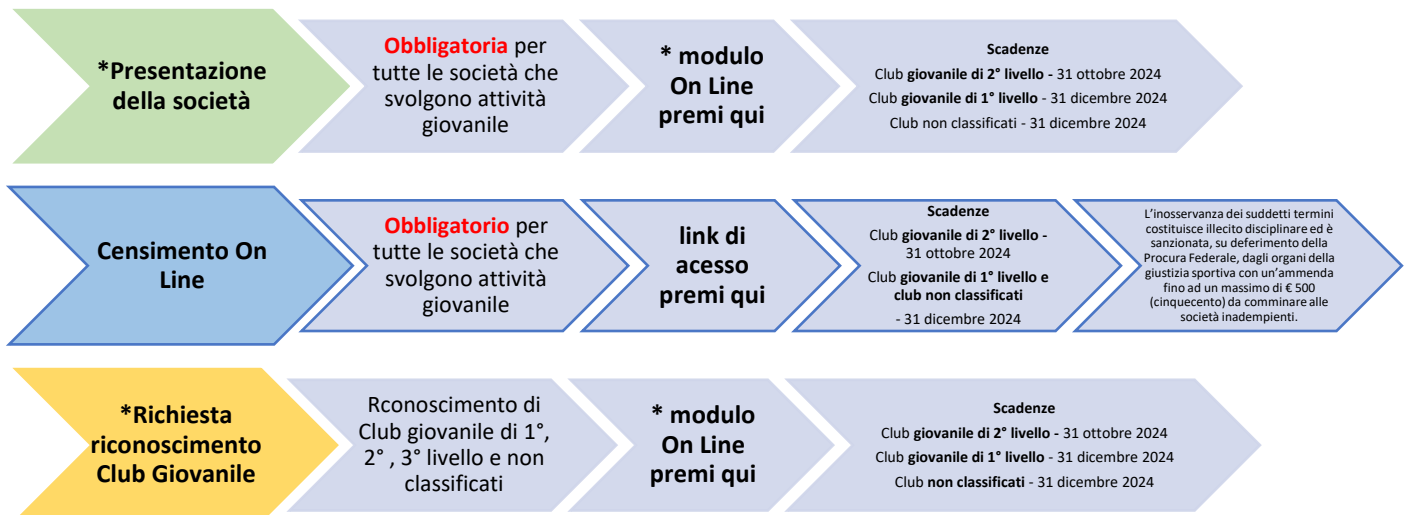 *Presentazione
della società
Obbligatoria per
tutte le società che
svolgono attività
giovanile
* modulo
On Line
premi qui
Scadenze
Club giovanile di 2° livello - 31 ottobre 2024
Club giovanile di 1° livello - 31 dicembre 2024
Club non classificati - 31 dicembre 2024
Censimento On
Line
Obbligatorio per
tutte le società che
svolgono attività
giovanile
link di
acesso
premi qui
Scadenze
Club giovanile di 2° livello -
31 ottobre 2024
Club giovanile di 1° livello e
club non classificati
- 31 dicembre 2024
L'inosservanza dei suddetti termini
costituisce illecito disciplinare ed è
sanzionata, su deferimento della
Procura Federale, dagli organi della
giustizia sportiva con un'ammenda
fino ad un massimo di € 500
(cinquecento) da comminare alle
società inadempienti.
*Richiesta
riconoscimento
Club Giovanile
Rconoscimento di
Club giovanile di 1°,
2° , 3° livello e non
classificati
* modulo
On Line
premi qui
Scadenze
Club giovanile di 2° livello - 31 ottobre 2024
Club giovanile di 1° livello - 31 dicembre 2024
Club non classificati - 31 dicembre 2024